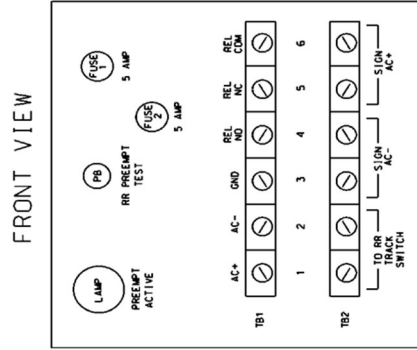 FRONT VIEW
LAMP
PREEMPT
ACTIVE
PB
RR PREEMPT
TEST
FUSE
2
5 AMP
FUSE
1
5 AMP
AC+
AC-
GND
REL
NO
REL
NC
REL
COM
TB1
1 2 3 4 5 6
TB2
TO RR
TRACK
SWITCH
SIGN
AC-
SIGN
AC+